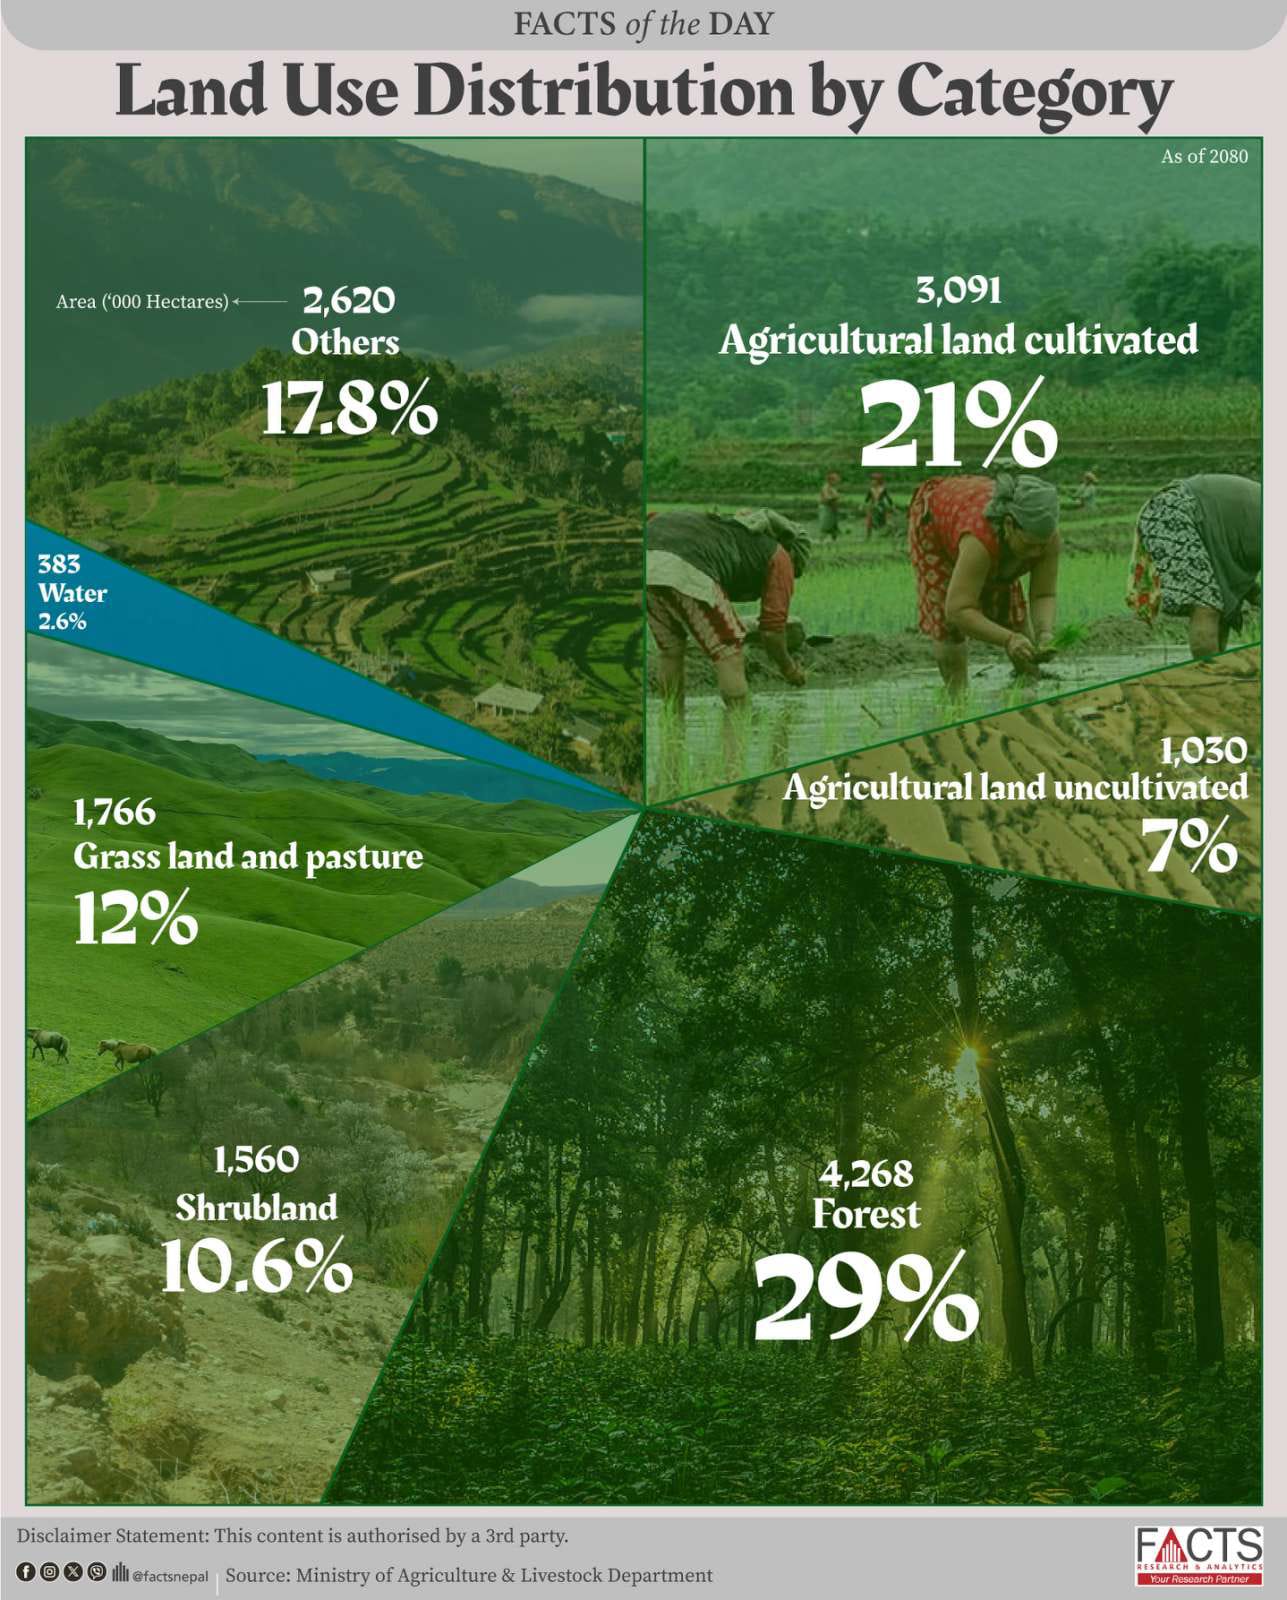 FACTS of the DAY
Land Use Distribution by Category
As of 2080
Area (‘000 Hectares)
2,620
Others
17.8%
3,091
Agricultural land cultivated
21%
383
Water
2.6%
1,030
Agricultural land uncultivated
7%
1,766
Grass land and pasture
12%
1,560
Shrubland
10.6%
4,268
Forest
29%
Disclaimer Statement: This content is authorised by a 3rd party.
@factsnepal
Source: Ministry of Agriculture & Livestock Department
FACTS
RESEARCH & ANALYTICS
Your Research Partner